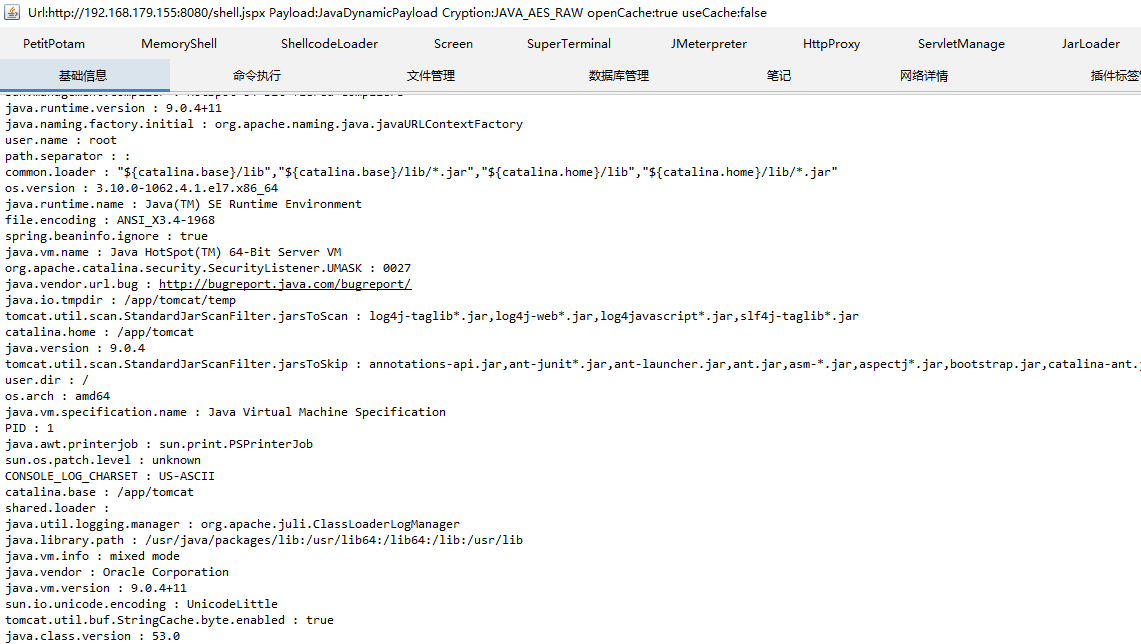 Url:http://192.168.179.155:8080/shell.jspx Payload:JavaDynamicPayload Cryption:JAVA_AES_RAW openCache:true useCache:false
PetitPotam MemoryShell ShellcodeLoader Screen SuperTerminal JMeterpreter HttpProxy ServletManage JarLoader
基础信息 命令执行 文件管理 数据库管理 笔记 网络详情 插件标签
java.runtime.version : 9.0.4+11
java.naming.factory.initial : org.apache.naming.java.javaURLContextFactory
user.name : root
path.separator : :
common.loader : "${catalina.base}/lib","${catalina.base}/lib/*.jar","${catalina.home}/lib","${catalina.home}/lib/*.jar"
os.version : 3.10.0-1062.4.1.el7.x86_64
java.runtime.name : Java(TM) SE Runtime Environment
file.encoding : ANSI_X3.4-1968
spring.beaninfo.ignore : true
java.vm.name : Java HotSpot(TM) 64-Bit Server VM
org.apache.catalina.security.SecurityListener.UMASK : 0027
java.vendor.url.bug : http://bugreport.java.com/bugreport/
java.io.tmpdir : /app/tomcat/temp
tomcat.util.scan.StandardJarScanFilter.jarsToScan : log4j-taglib*.jar,log4j-web*.jar,log4javascript*.jar,slf4j-taglib*.jar
catalina.home : /app/tomcat
java.version : 9.0.4
tomcat.util.scan.StandardJarScanFilter.jarsToSkip : annotations-api.jar,ant-junit*.jar,ant-launcher.jar,ant.jar,asm-*.jar,aspectj*.jar,bootstrap.jar,catalina-ant.
user.dir : /
os.arch : amd64
java.vm.specification.name : Java Virtual Machine Specification
PID : 1
java.awt.printerjob : sun.print.PSPrinterJob
sun.os.patch.level : unknown
CONSOLE_LOG_CHARSET : US-ASCII
catalina.base : /app/tomcat
shared.loader :
java.util.logging.manager : org.apache.juli.ClassLoaderLogManager
java.library.path : /usr/java/packages/lib:/usr/lib64:/lib64:/lib:/usr/lib
java.vm.info : mixed mode
java.vendor : Oracle Corporation
java.vm.version : 9.0.4+11
sun.io.unicode.encoding : UnicodeLittle
tomcat.util.buf.StringCache.byte.enabled : true
java.class.version : 53.0